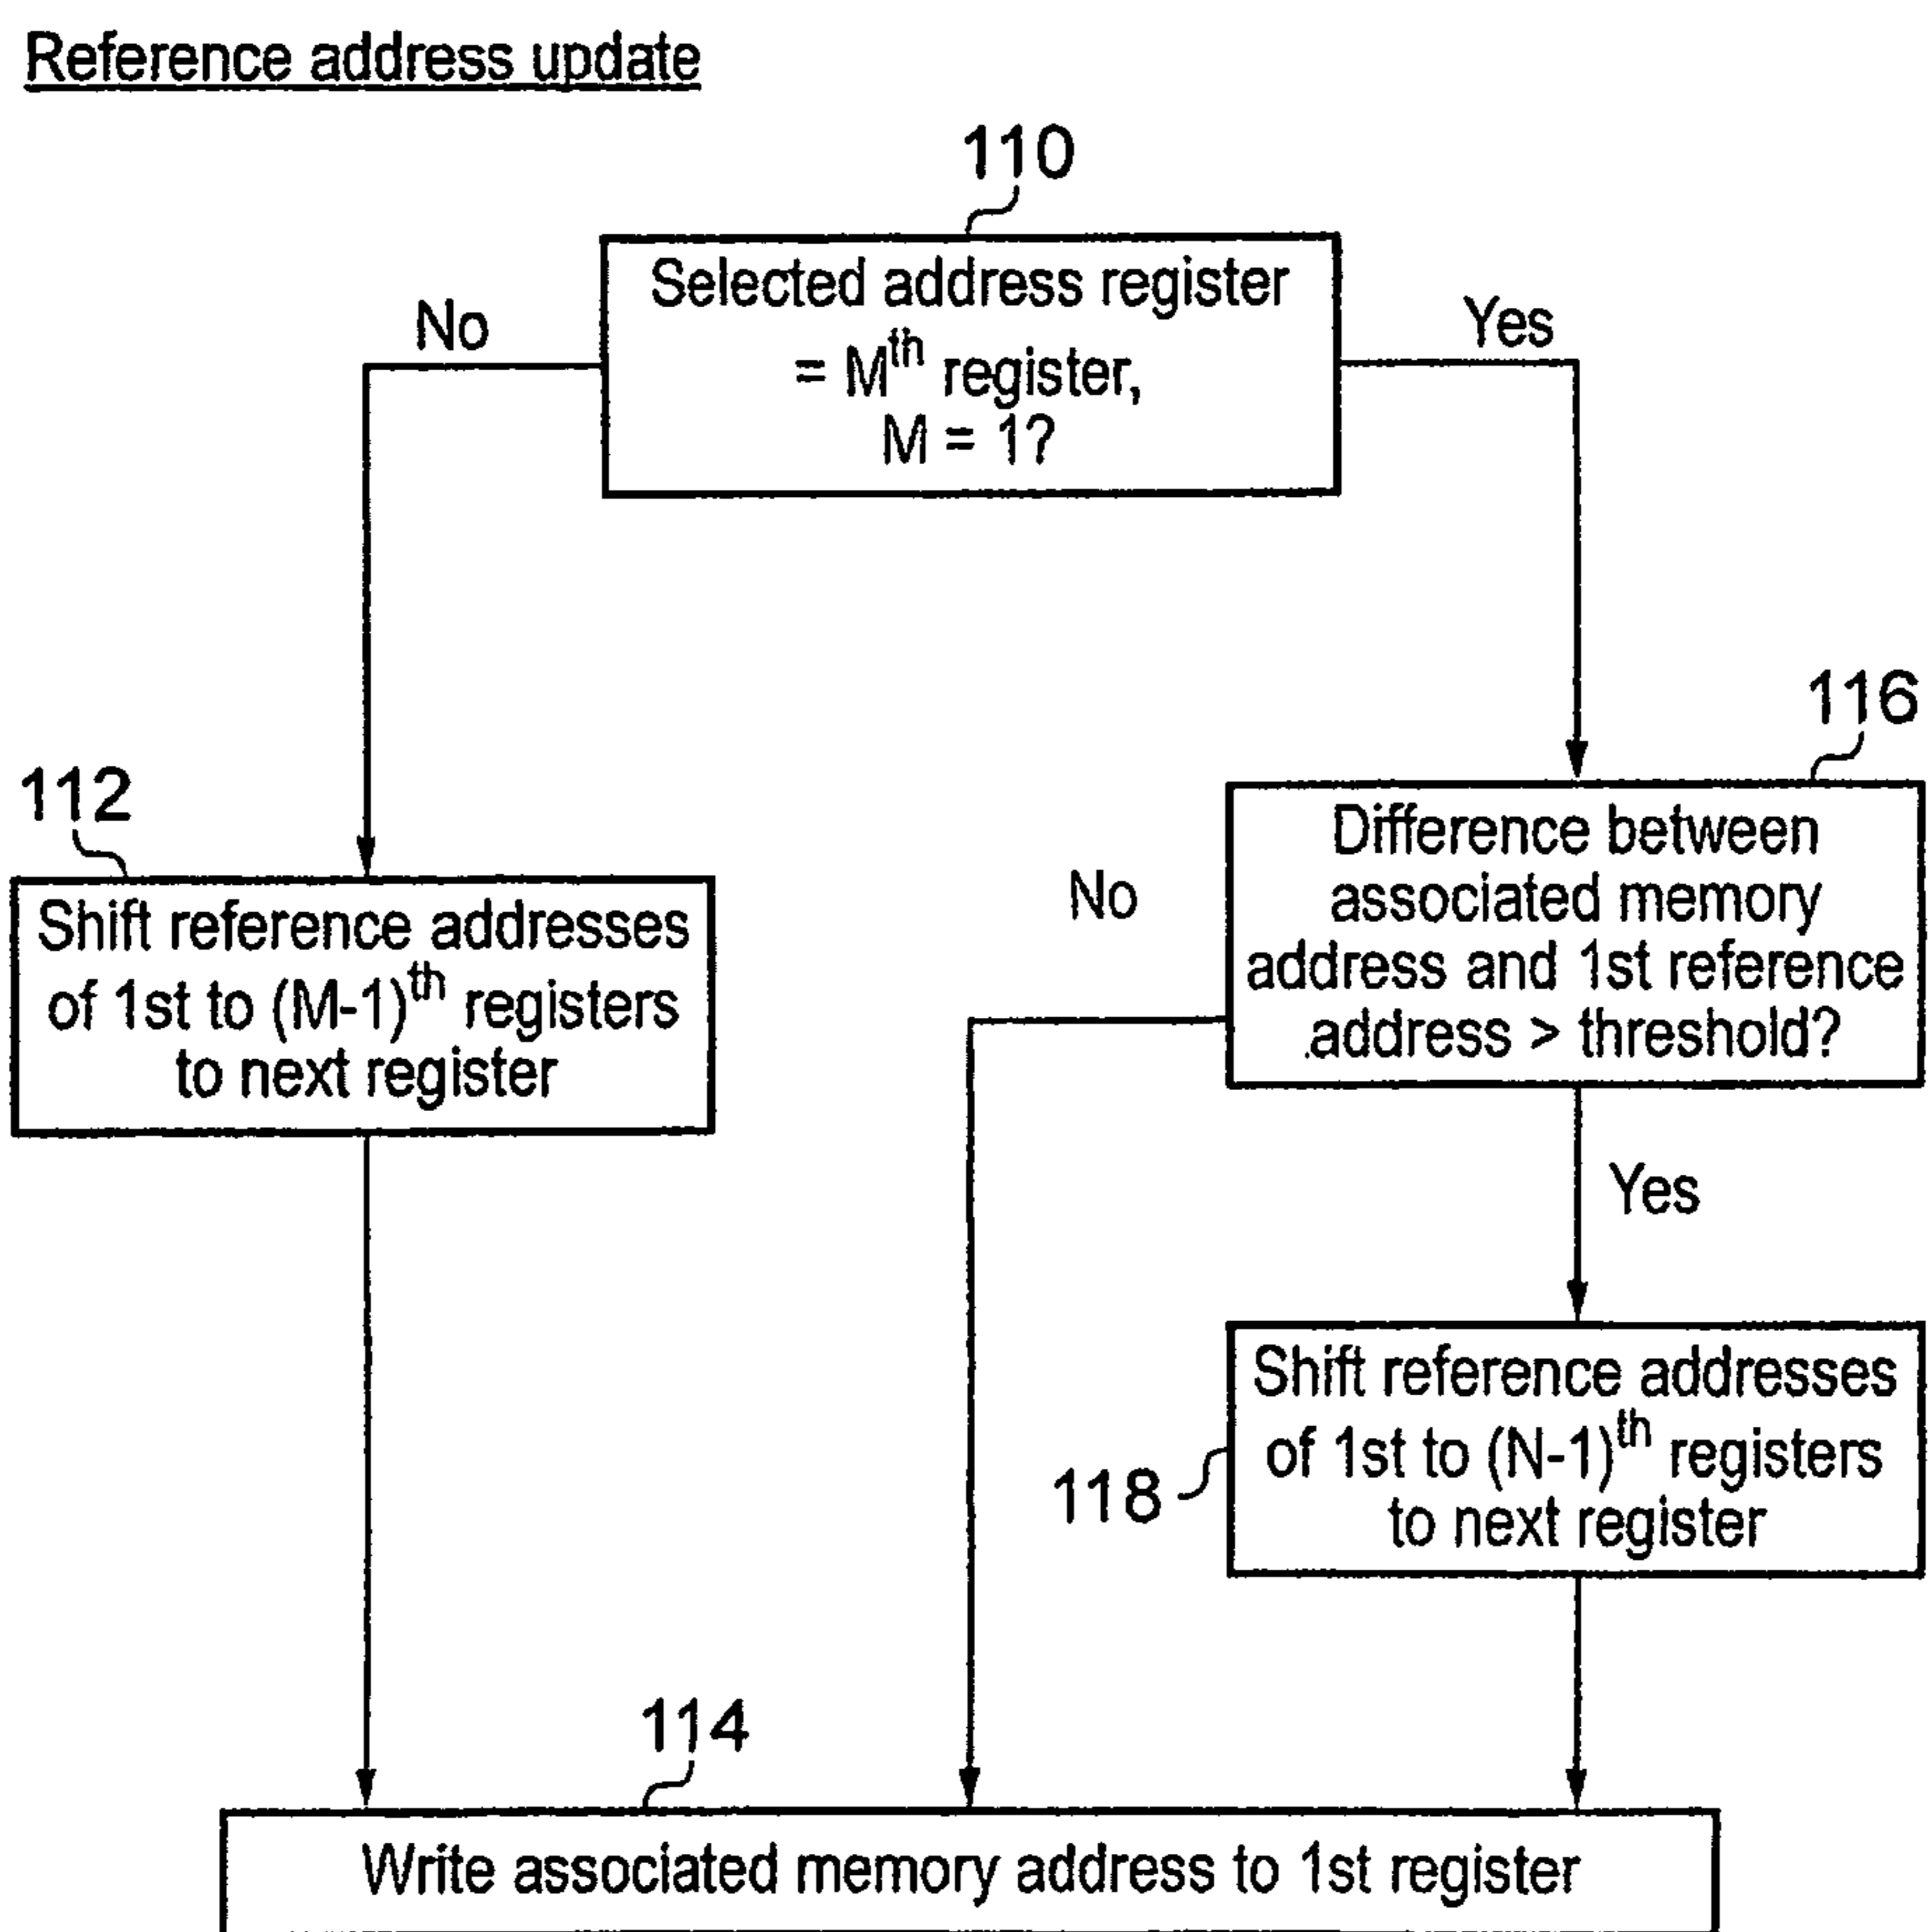 Reference address update
110
Selected address register
= Mth register,
M = 1?
No
Yes
116
Difference between
associated memory
address and 1st reference
address > threshold?
112
Shift reference addresses
of 1st to (M-1)th registers
to next register
No
Yes
Shift reference addresses
of 1st to (N-1)th registers
to next register
118
114
Write associated memory address to 1st register